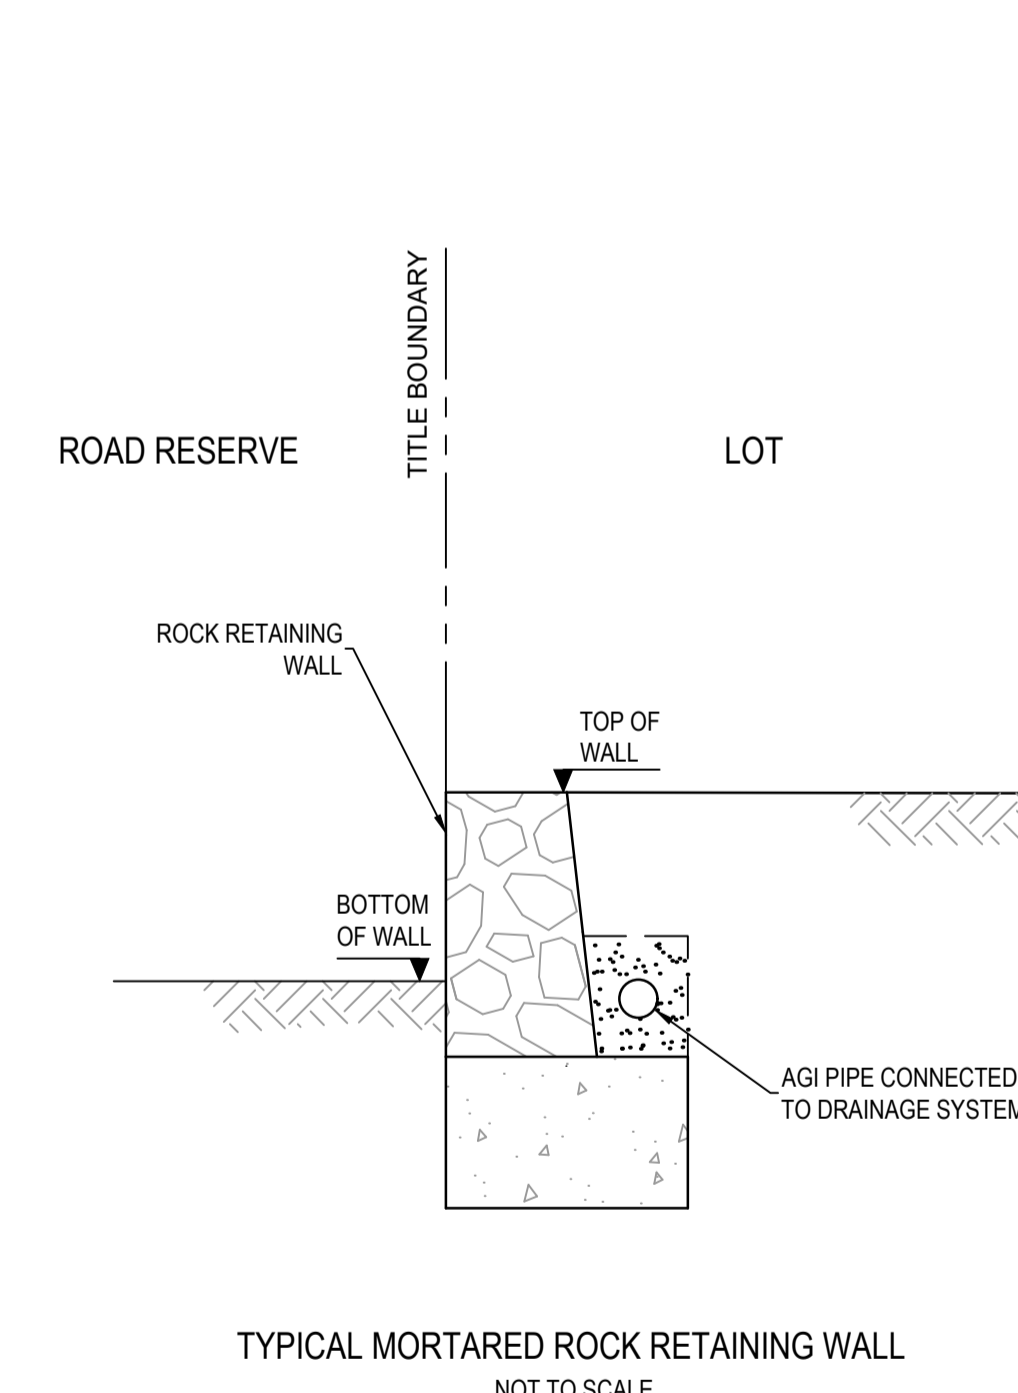 TITLE BOUNDARY
ROAD RESERVE
LOT
ROCK RETAINING
WALL
TOP OF
WALL
BOTTOM
OF WALL
AGI PIPE CONNECTED
TO DRAINAGE SYSTEM
TYPICAL MORTARED ROCK RETAINING WALL
NOT TO SCALE